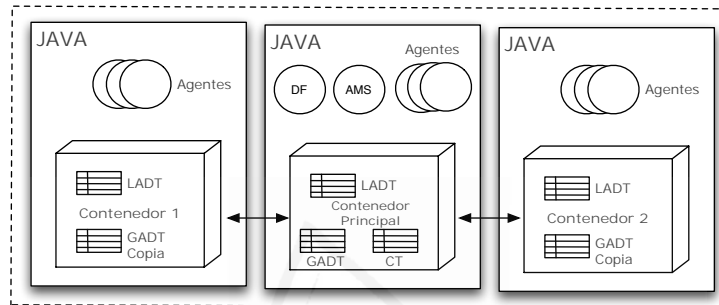 JAVA
Agentes
LADT
Contenedor 1
GADT
Copia
JAVA
Agentes
DF
AMS
LADT
Contenedor
Principal
GADT
CT
JAVA
Agentes
LADT
Contenedor 2
GADT
Copia